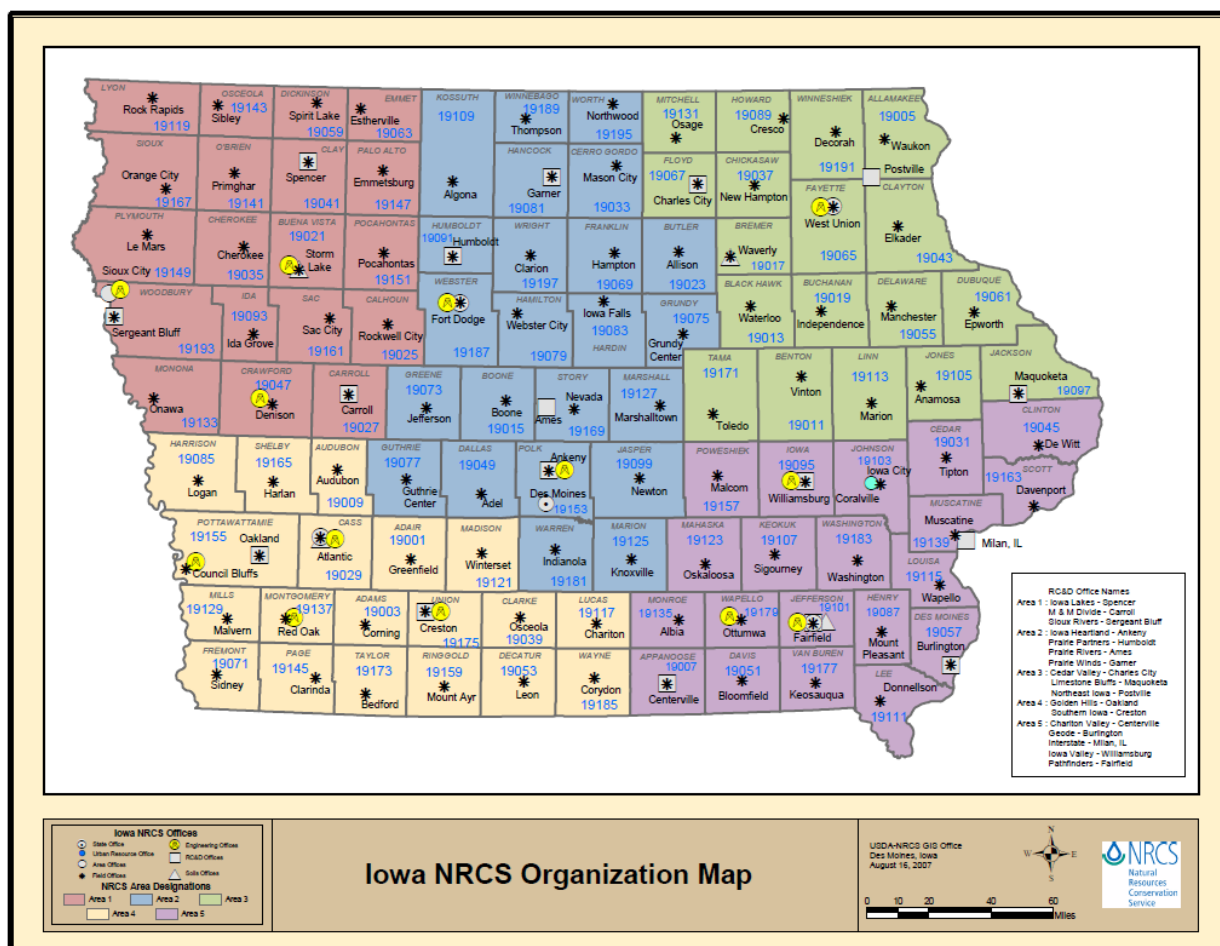 LYON
Rock Rapids
19119
OSCEOLA
19143
Sibley
DICKINSON
Spirit Lake
19059
EMMET
Estherville
19063
KOSSUTH
19109
Algona
WINNEBAGO
19189
Thompson
WORTH
Northwood
19195
MITCHELL
19131
Osage
HOWARD
19089
Cresco
WINNESHIEK
Decorah
19191
ALLAMAKEE
19005
Waukon
Postville
SIOUX
Orange City
19167
O'BRIEN
Primghar
19141
CLAY
Spencer
19041
PALO ALTO
Emmetsburg
19147
HANCOCK
Garner
19081
CERRO GORDO
Mason City
19033
FLOYD
19067
Charles City
CHICKASAW
19037
New Hampton
FAYETTE
West Union
19065
CLAYTON
Elkader
19043
PLYMOUTH
Le Mars
Sioux City 19149
CHEROKEE
Cherokee
19035
BUENA VISTA
19021
Storm
Lake
POCAHONTAS
Pocahontas
19151
HUMBOLDT
19091
Humboldt
WRIGHT
Clarion
19197
FRANKLIN
Hampton
19069
BUTLER
Allison
19023
BREMER
Waverly
19017
WOODBURY
Sergeant Bluff
19193
IDA
19093
Ida Grove
SAC
Sac City
19161
CALHOUN
Rockwell City
19025
WEBSTER
Fort Dodge
19187
HAMILTON
Webster City
19079
Iowa Falls
19083
HARDIN
GRUNDY
19075
Grundy
Center
BLACK HAWK
Waterloo
19013
BUCHANAN
19019
Independence
DELAWARE
Manchester
19055
DUBUQUE
19061
Epworth
MONONA
Onawa
19133
CRAWFORD
19047
Denison
CARROLL
Carroll
19027
GREENE
19073
Jefferson
BOONE
Boone
19015
STORY
Nevada
Ames
19169
MARSHALL
19127
Marshalltown
TAMA
19171
Toledo
BENTON
Vinton
19011
LINN
19113
Marion
JONES
19105
Anamosa
JACKSON
Maquoketa
19097
HARRISON
19085
Logan
SHELBY
19165
Harlan
AUDUBON
Audubon
19009
GUTHRIE
19077
Guthrie
Center
DALLAS
19049
Adel
POLK
Ankeny
Des Moines
19153
JASPER
19099
Newton
POWESHIEK
Malcom
19157
IOWA
19095
Williamsburg
JOHNSON
19103
Iowa City
Coralville
CEDAR
19031
Tipton
CLINTON
19045
De Witt
SCOTT
19163
Davenport
MUSCATINE
Muscatine
19139
Milan, IL
POTTAWATTAMIE
19155
Oakland
Council Bluffs
CASS
Atlantic
19029
ADAIR
19001
Greenfield
MADISON
Winterset
19121
WARREN
Indianola
19181
MARION
19125
Knoxville
MAHASKA
19123
Oskaloosa
KEOKUK
19107
Sigourney
WASHINGTON
19183
Washington
LOUISA
19115
Wapello
MILLS
19129
Malvern
MONTGOMERY
19137
Red Oak
ADAMS
19003
Corning
UNION
Creston
19175
CLARKE
Osceola
19039
LUCAS
19117
Chariton
MONROE
19135
Albia
WAPELLO
19179
Ottumwa
JEFFERSON
19101
Fairfield
HENRY
19087
Mount
Pleasant
DES MOINES
19057
Burlington
FREMONT
19071
Sidney
PAGE
19145
Clarinda
TAYLOR
19173
Bedford
RINGGOLD
19159
Mount Ayr
DECATUR
19053
Leon
WAYNE
Corydon
19185
APPANOOSE
19007
Centerville
DAVIS
19051
Bloomfield
VAN BUREN
19177
Keosauqua
LEE
Donnellson
19111
RC&D Office Names
Area 1 : Iowa Lakes - Spencer
M & M Divide - Carroll
Sioux Rivers - Sergeant Bluff
Area 2 : Iowa Heartland - Ankeny
Prairie Partners - Humboldt
Prairie Rivers - Ames
Prairie Winds - Garner
Area 3 : Cedar Valley - Charles City
Limestone Bluffs - Maquoketa
Northeast Iowa - Postville
Area 4 : Golden Hills - Oakland
Southern Iowa - Creston
Area 5 : Chariton Valley - Centerville
Geode - Burlington
Interstate - Milan, IL
Iowa Valley - Williamsburg
Pathfinders - Fairfield
Iowa NRCS Offices
State Office
Urban Resource Office
Area Offices
Field Offices
Engineering Offices
RC&D Offices
Soils Offices
NRCS Area Designations
Area 1
Area 2
Area 3
Area 4
Area 5
Iowa NRCS Organization Map
USDA-NRCS GIS Office
Des Moines, Iowa
August 16, 2007
N
W
E
S
0 10 20 40 60
Miles
NRCS
Natural
Resources
Conservation
Service